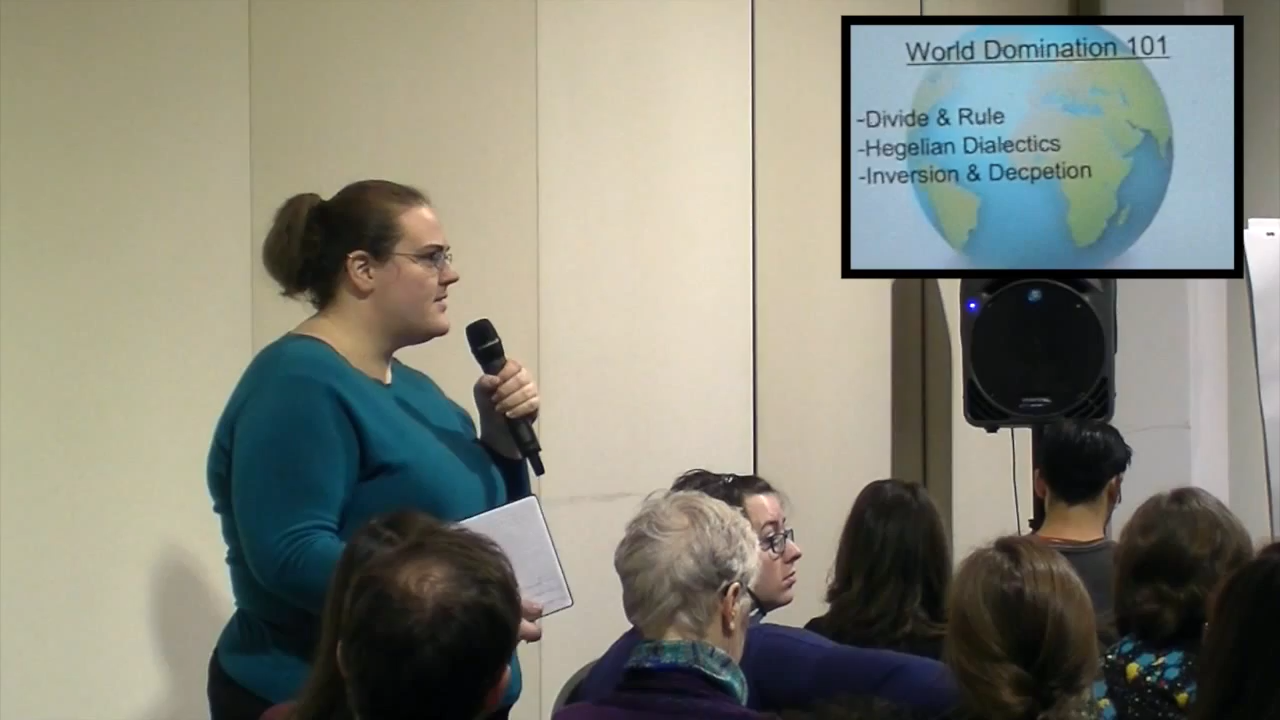 World Domination 101
-Divide & Rule
-Hegelian Dialectics
-Inversion & Decpetion